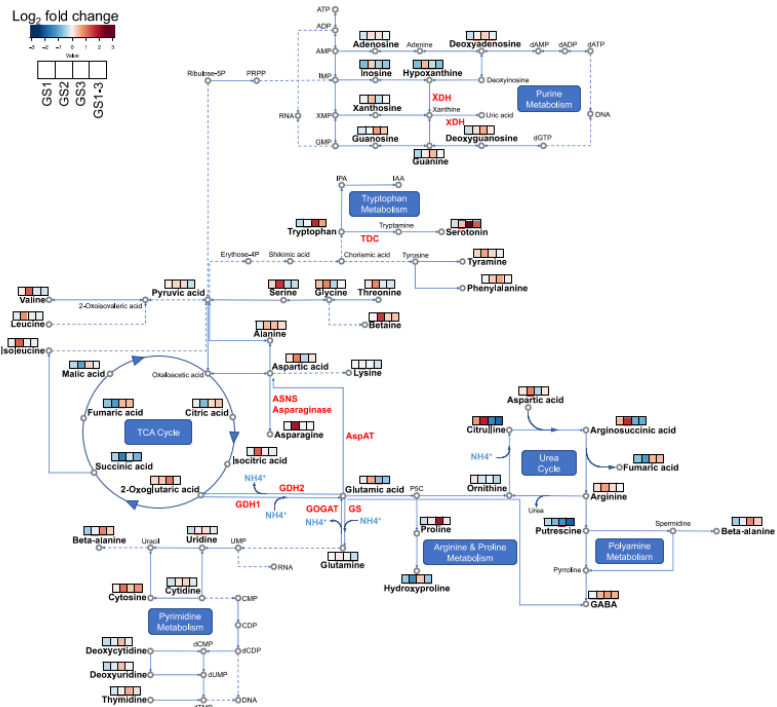 Log2 fold change
-3 -2 -1 0 1 2 3
Value
GS1
GS2
GS3
GS1-3
ATP
ADP
AMP
Adenosine
Adenine
Deoxyadenosine
dAMP
dADP
dATP
Ribulose-5P
PRPP
IMP
Inosine
Hypoxanthine
Deoxyinosine
XDH
Purine
Metabolism
RNA
XMP
Xanthosine
Xanthine
Uric acid
DNA
XDH
GMP
Guanosine
Guanine
Deoxyguanosine
dGTP
IPA
IAA
Tryptophan
Metabolism
Tryptophan
Tryptamine
Serotonin
TDC
Erythose-4P
Shikimic acid
Chorismic acid
Tyrosine
Tyramine
Phenylalanine
Valine
2-Oxoisovaleric acid
Pyruvic acid
Serine
Glycine
Threonine
Leucine
Betaine
Isoleucine
Alanine
Malic acid
Oxaloacetic acid
Aspartic acid
Lysine
ASNS
Asparaginase
Fumaric acid
Citric acid
TCA Cycle
Asparagine
AspAT
Succinic acid
Isocitric acid
2-Oxoglutaric acid
NH4+
GDH2
GDH1
NH4+
Glutamic acid
P5C
GOGAT
GS
NH4+
NH4+
Glutamine
Aspartic acid
Citrulline
Arginosuccinic acid
NH4+
Urea
Cycle
Fumaric acid
Ornithine
Arginine
Urea
Proline
Arginine & Proline
Metabolism
Hydroxyproline
Putrescine
Spermidine
Beta-alanine
Polyamine
Metabolism
Pyrroline
GABA
Beta-alanine
Uracil
Uridine
UMP
RNA
Cytosine
Cytidine
CMP
Pyrimidine
Metabolism
CDP
Deoxycytidine
dCMP
dCDP
Deoxyuridine
dUMP
Thymidine
DNA